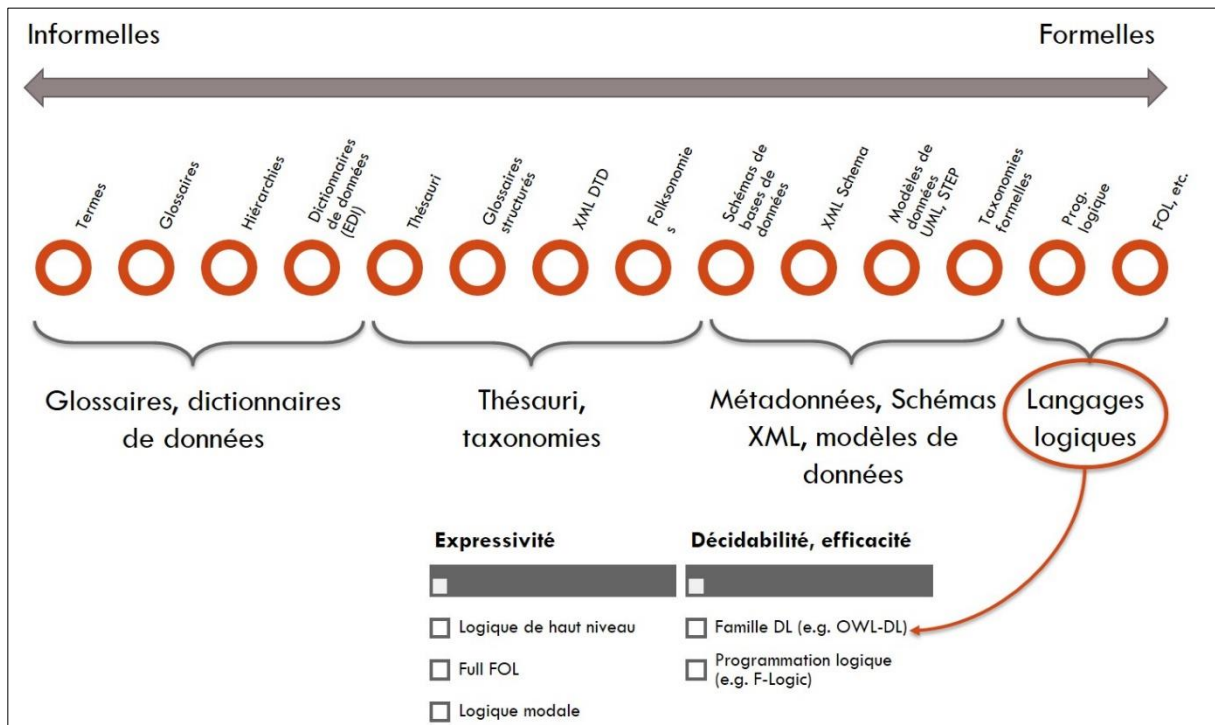 Informelles
Formelles
Termes
Glossaires
Hiérarchies
Dictionnaires
de données
(EDI)
Thésauri
Glossaires
structurés
XML DTD
Folksonomie
s
Schémas de
bases de
données
XML Schema
Modèles de
données
UML, STEP
Taxonomies
formelles
Prog.
logique
FOL, etc.
Glossaires, dictionnaires
de données
Thésauri,
taxonomies
Métadonnées, Schémas
XML, modèles de
données
Langages
logiques
Expressivité
Logique de haut niveau
Full FOL
Logique modale
Décidabilité, efficacité
Famille DL (e.g. OWL-DL)
Programmation logique
(e.g. F-Logic)